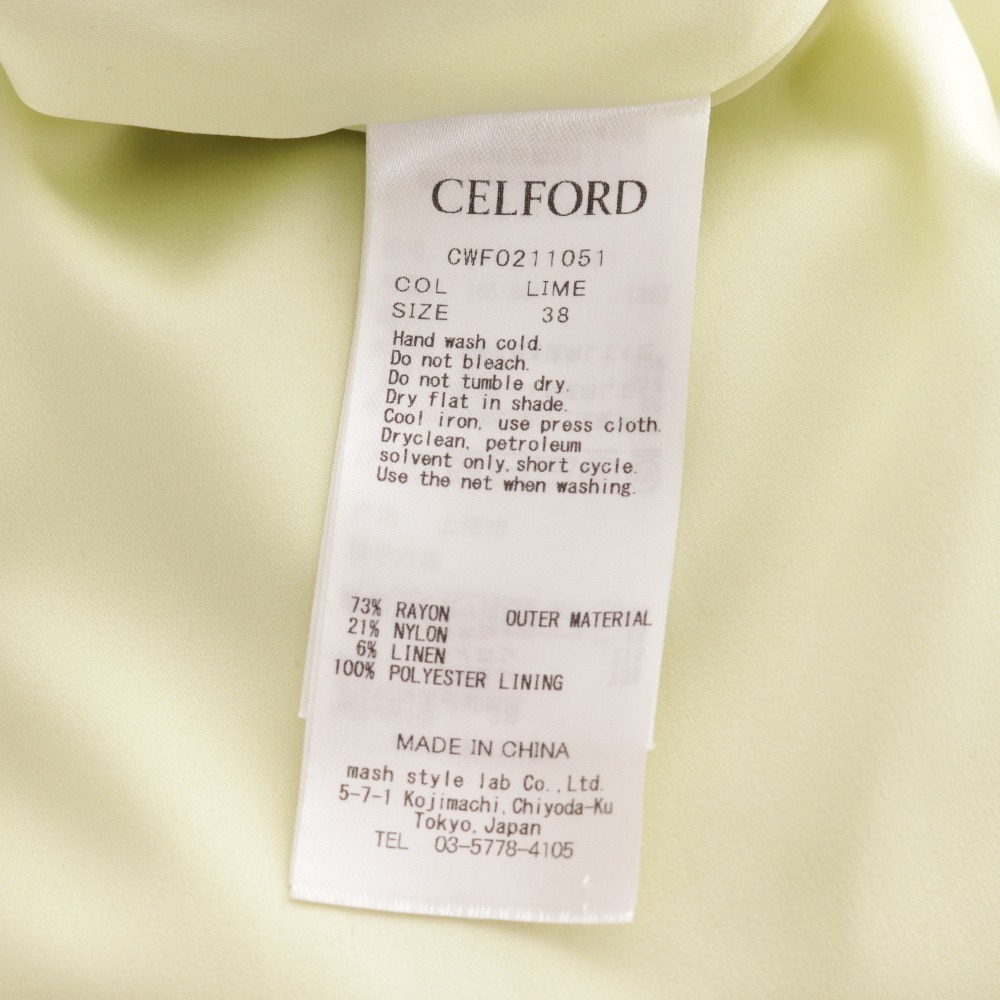 CELFORD
CWF0211051
COL LIME
SIZE 38
Hand wash cold.
Do not bleach.
Do not tumble dry.
Dry flat in shade.
Cool iron, use press cloth.
Dryclean, petroleum
solvent only, short cycle.
Use the net when washing.
73% RAYON OUTER MATERIAL
21% NYLON
6% LINEN
100% POLYESTER LINING
MADE IN CHINA
mash style lab Co.,Ltd.
5-7-1 Kojimachi, Chiyoda-Ku
Tokyo, Japan
TEL 03-5778-4105